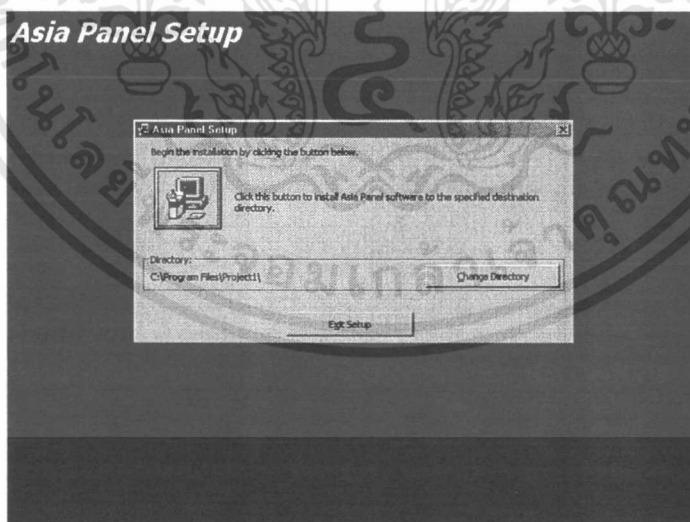 Asia Panel Setup
Asia Panel Setup
Begin the installation by clicking the button below.
Click this button to install Asia Panel software to the specified destination
directory.
Directory:
C:\Program Files\Project1\
Change Directory
Exit Setup